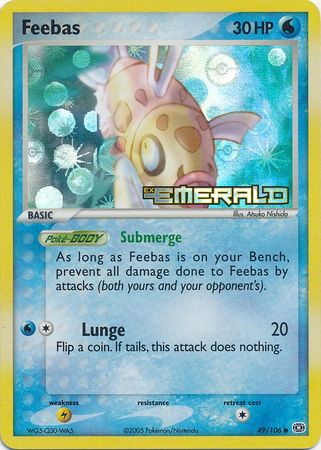 Feebas 30 HP
EX EMERALD
Illus. Atsuko Nishida
BASIC
Poké-BODY Submerge
As long as Feebas is on your Bench,
prevent all damage done to Feebas by
attacks (both yours and your opponent's).
Lunge 20
Flip a coin. If tails, this attack does nothing.
weakness resistance retreat cost
WG5-Q30-WA5 ©2005 Pokémon/Nintendo 49/106